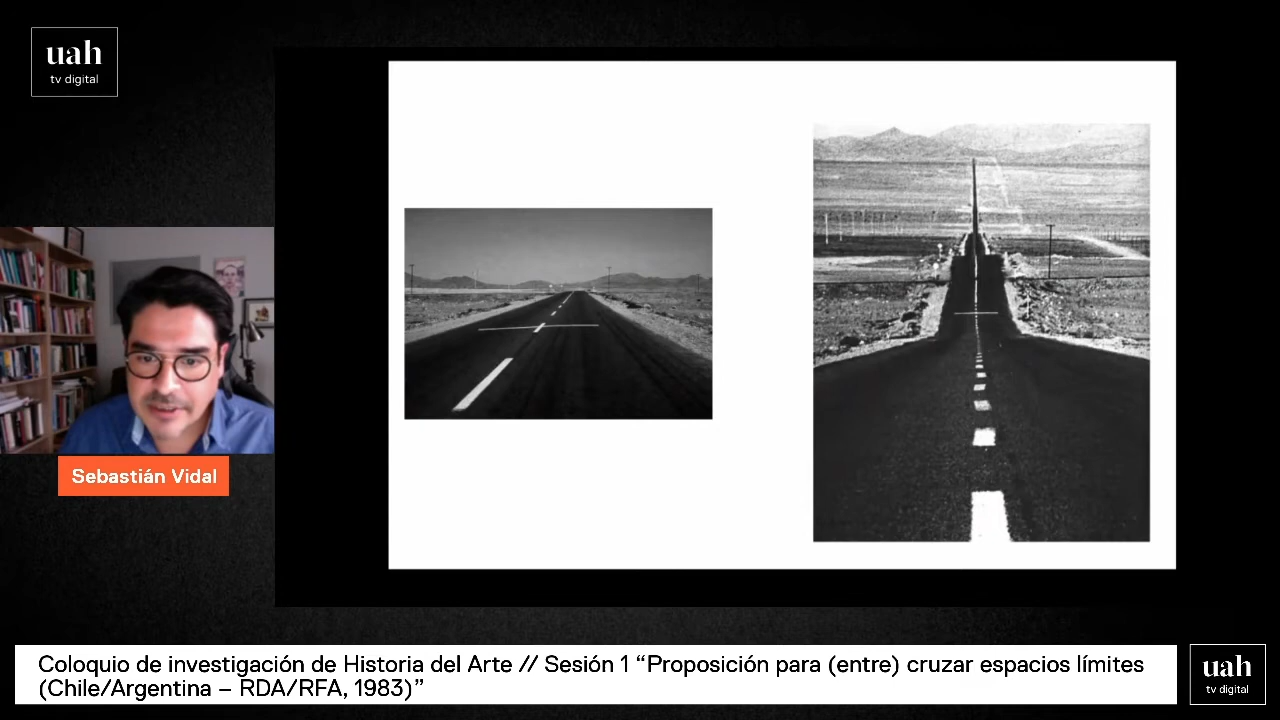 uah
tv digital
Sebastián Vidal
Coloquio de investigación de Historia del Arte // Sesión 1 “Proposición para (entre) cruzar espacios límites
(Chile/Argentina – RDA/RFA, 1983)”
uah
tv digital